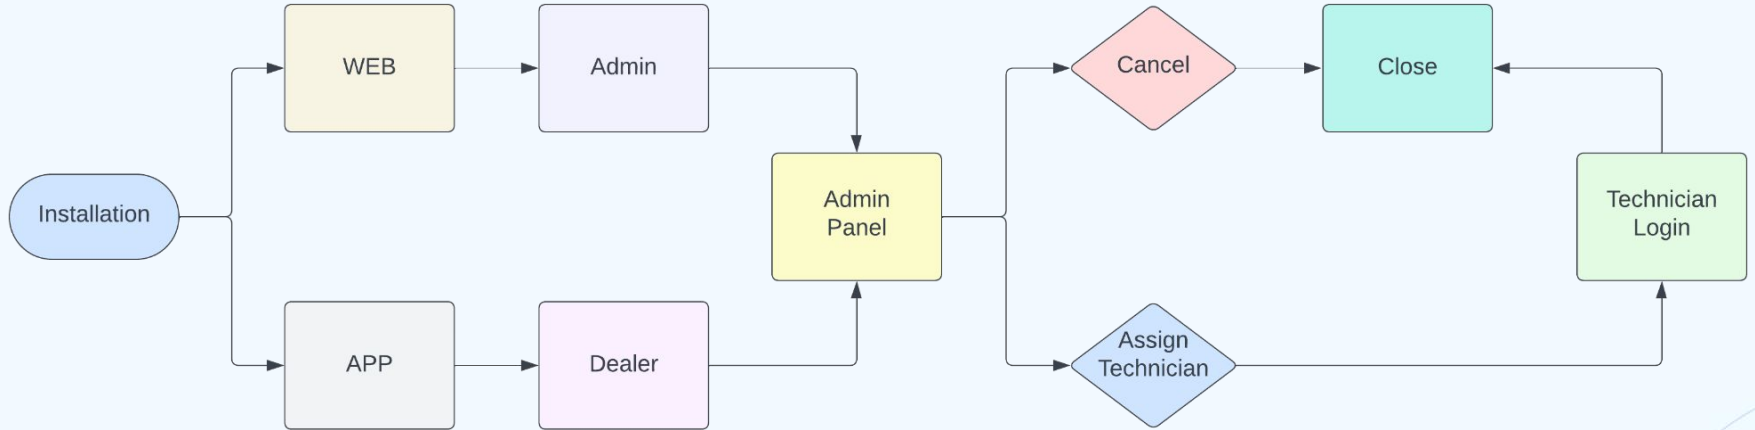 WEB
Admin
Cancel
Close
Installation
Admin
Panel
Technician
Login
APP
Dealer
Assign
Technician